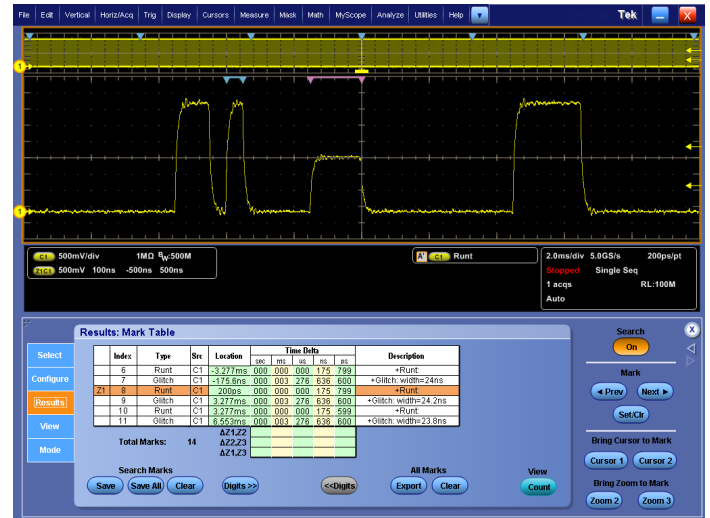 File Edit Vertical Horiz/Acq Trig Display Cursors Measure Mask Math MyScope Analyze Utilities Help Tek X
1
1
C1 500mV/div 1MΩ BW:500M
Z1C1 500mV 100ns -500ns 500ns
A' C1 Runt
2.0ms/div 5.0GS/s 200ps/pt
Stopped Single Seq
1 acqs RL:100M
Auto
Results: Mark Table
Select
Configure
Results
View
Mode
Index Type Src Location Time Delta Description
sec ms us ns ps
6 Runt C1 -3.277ms 000 000 000 175 799 +Runt:
7 Glitch C1 -175.6ns 000 003 276 636 600 +Glitch: width=24ns
Z1 8 Runt C1 200ps 000 000 000 175 799 +Runt:
9 Glitch C1 3.277ms 000 003 276 636 600 +Glitch: width=24.2ns
10 Runt C1 3.277ms 000 000 000 175 599 +Runt:
11 Glitch C1 6.553ms 000 003 276 636 600 +Glitch: width=23.8ns
Total Marks: 14
ΔZ1,Z2
ΔZ2,Z3
ΔZ1,Z3
Search Marks
Save Save All Clear
Digits >>
<<Digits
All Marks
Export Clear
View
Count
Search
On
Mark
Prev Next
Set/Clr
Bring Cursor to Mark
Cursor 1 Cursor 2
Bring Zoom to Mark
Zoom 2 Zoom 3
X